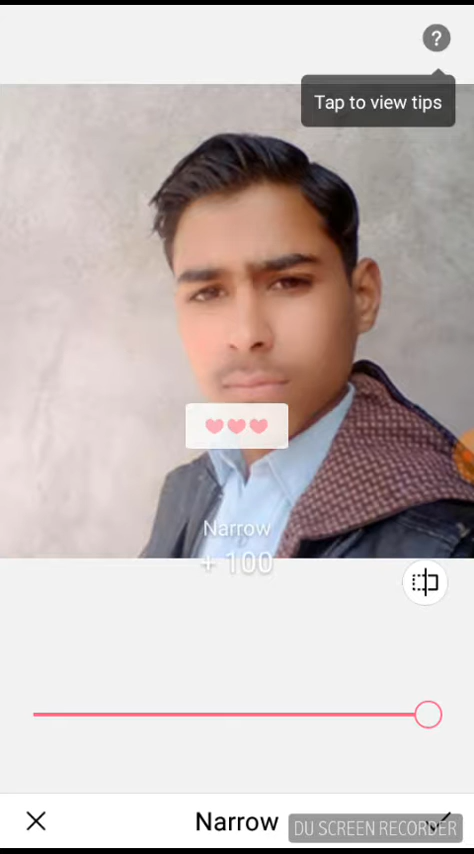 ?
Tap to view tips
Narrow
+ 100
Narrow
DU SCREEN RECORDER